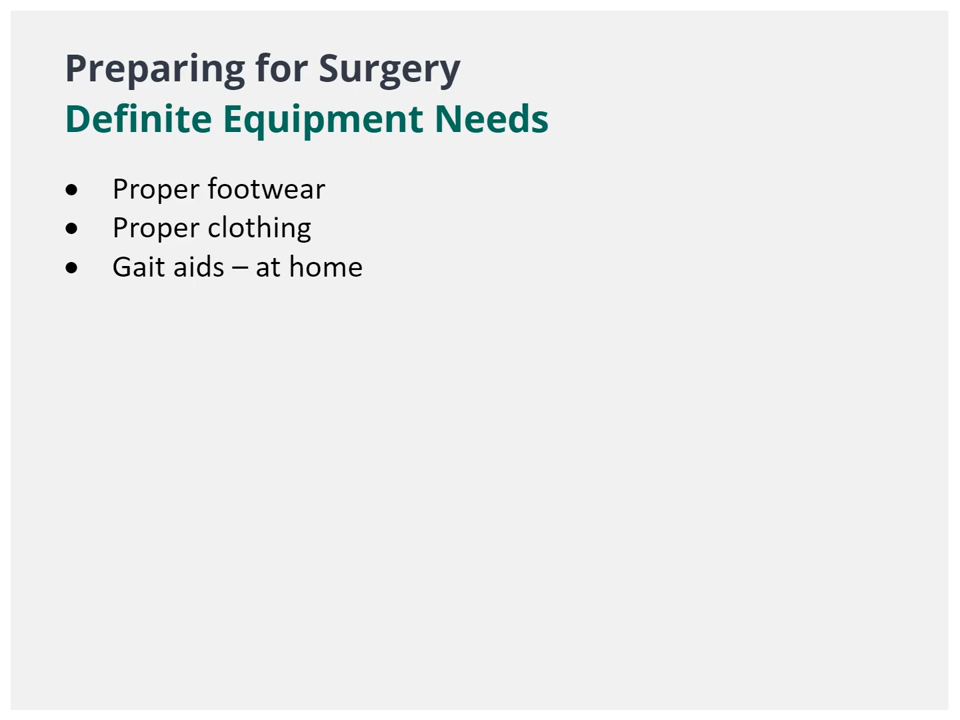 Preparing for Surgery
Definite Equipment Needs
• Proper footwear
• Proper clothing
• Gait aids – at home